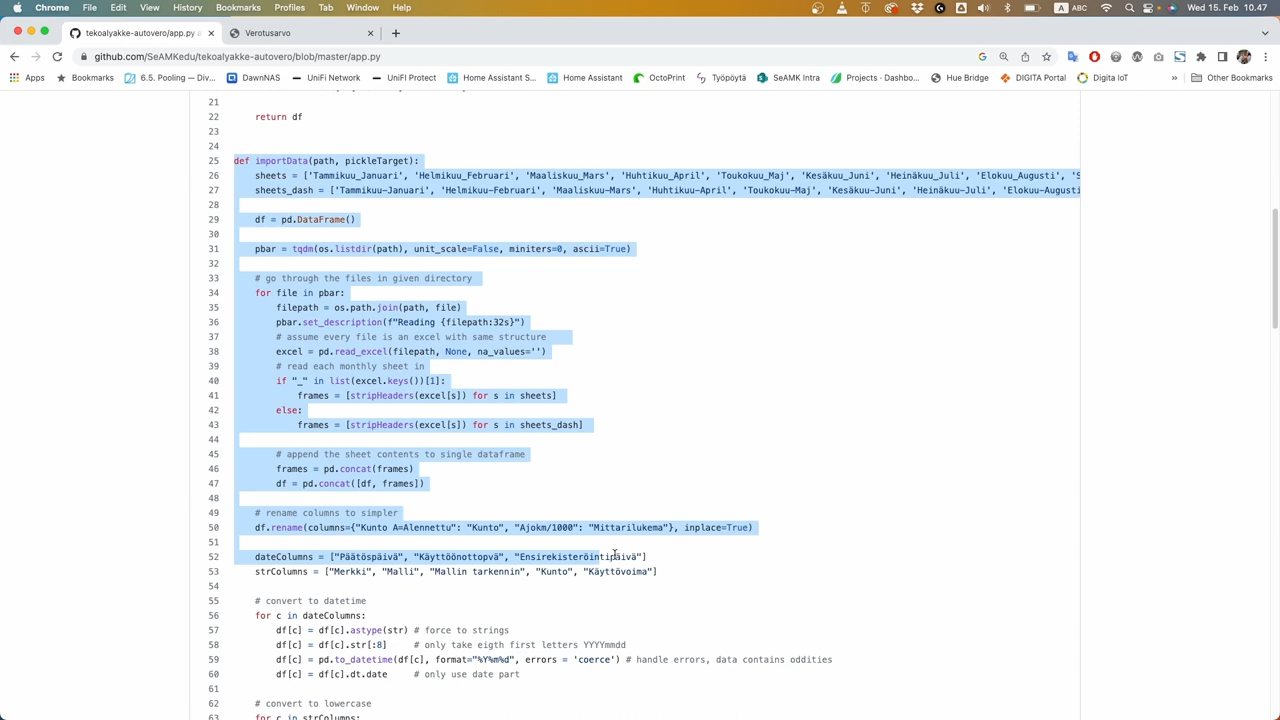 Chrome File Edit View History Bookmarks Profiles Tab Window Help
A ABC Wed 15. Feb 10.47
tekoalyakke-autovero/app.py a
Verotusarvo
github.com/SeAMKedu/tekoalyakke-autovero/blob/master/app.py
Apps Bookmarks 6.5. Pooling — Div... DawnNAS UniFi Network UniFi Protect Home Assistant S... Home Assistant OctoPrint Työpöytä SeAMK Intra Projects · Dashbo... Hue Bridge DIGITA Portal Digita IoT » Other Bookmarks
21
22 return df
23
24
25 def importData(path, pickleTarget):
26 sheets = ['Tammikuu_Januari', 'Helmikuu_Februari', 'Maaliskuu_Mars', 'Huhtikuu_April', 'Toukokuu_Maj', 'Kesäkuu_Juni', 'Heinäkuu_Juli', 'Elokuu_Augusti', 'S
27 sheets_dash = ['Tammikuu-Januari', 'Helmikuu-Februari', 'Maaliskuu-Mars', 'Huhtikuu-April', 'Toukokuu-Maj', 'Kesäkuu-Juni', 'Heinäkuu-Juli', 'Elokuu-Augusti
28
29 df = pd.DataFrame()
30
31 pbar = tqdm(os.listdir(path), unit_scale=False, miniters=0, ascii=True)
32
33 # go through the files in given directory
34 for file in pbar:
35 filepath = os.path.join(path, file)
36 pbar.set_description(f"Reading {filepath:32s}")
37 # assume every file is an excel with same structure
38 excel = pd.read_excel(filepath, None, na_values='')
39 # read each monthly sheet in
40 if "_" in list(excel.keys())[1]:
41 frames = [stripHeaders(excel[s]) for s in sheets]
42 else:
43 frames = [stripHeaders(excel[s]) for s in sheets_dash]
44
45 # append the sheet contents to single dataframe
46 frames = pd.concat(frames)
47 df = pd.concat([df, frames])
48
49 # rename columns to simpler
50 df.rename(columns={"Kunto A=Alennettu": "Kunto", "Ajokm/1000": "Mittarilukema"}, inplace=True)
51
52 dateColumns = ["Päätöspäivä", "Käyttöönottopvä", "Ensirekisteröintipäivä"]
53 strColumns = ["Merkki", "Malli", "Mallin tarkennin", "Kunto", "Käyttövoima"]
54
55 # convert to datetime
56 for c in dateColumns:
57 df[c] = df[c].astype(str) # force to strings
58 df[c] = df[c].str[:8] # only take eigth first letters YYYYmmdd
59 df[c] = pd.to_datetime(df[c], format="%Y%m%d", errors = 'coerce') # handle errors, data contains oddities
60 df[c] = df[c].dt.date # only use date part
61
62 # convert to lowercase
63 for c in strColumns: